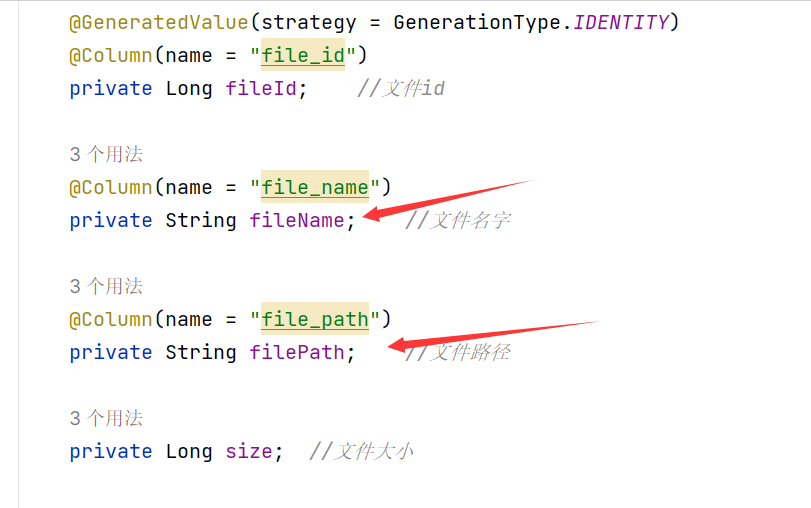 @GeneratedValue(strategy = GenerationType.IDENTITY)
@Column(name = "file_id")
private Long fileId;    //文件id
3 个用法
@Column(name = "file_name")
private String fileName;    //文件名字
3 个用法
@Column(name = "file_path")
private String filePath;    //文件路径
3 个用法
private Long size;  //文件大小